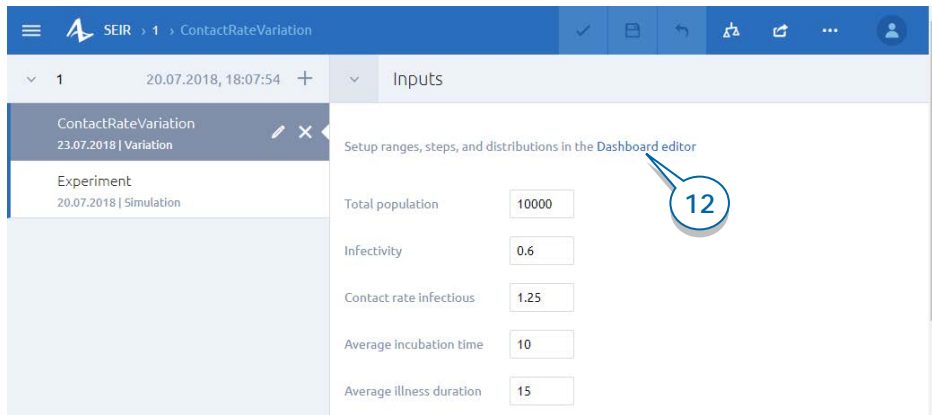 SEIR › 1 › ContactRateVariation
1 20.07.2018, 18:07:54
Inputs
ContactRateVariation
23.07.2018 | Variation
Experiment
20.07.2018 | Simulation
Setup ranges, steps, and distributions in the Dashboard editor
12
Total population 10000
Infectivity 0.6
Contact rate infectious 1.25
Average incubation time 10
Average illness duration 15